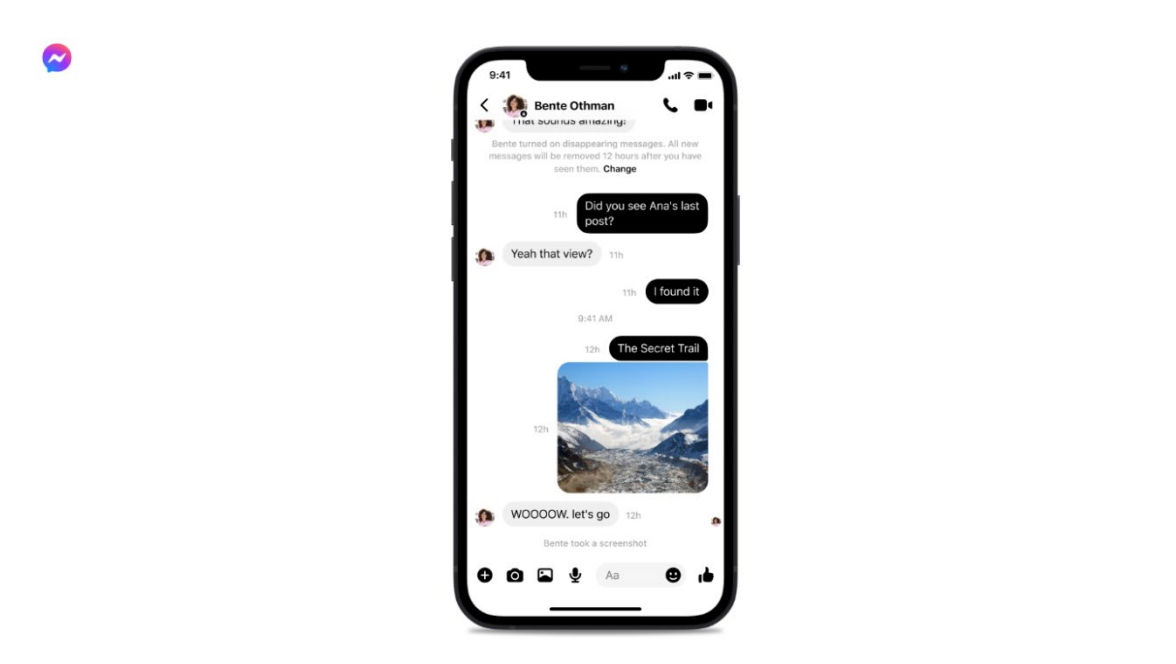 9:41
Bente Othman
That sounds amazing!
Bente turned on disappearing messages. All new
messages will be removed 12 hours after you have
seen them. Change
11h
Did you see Ana's last
post?
Yeah that view?
11h
11h
I found it
9:41 AM
12h
The Secret Trail
12h
WOOOOW. let's go
12h
Bente took a screenshot
Aa